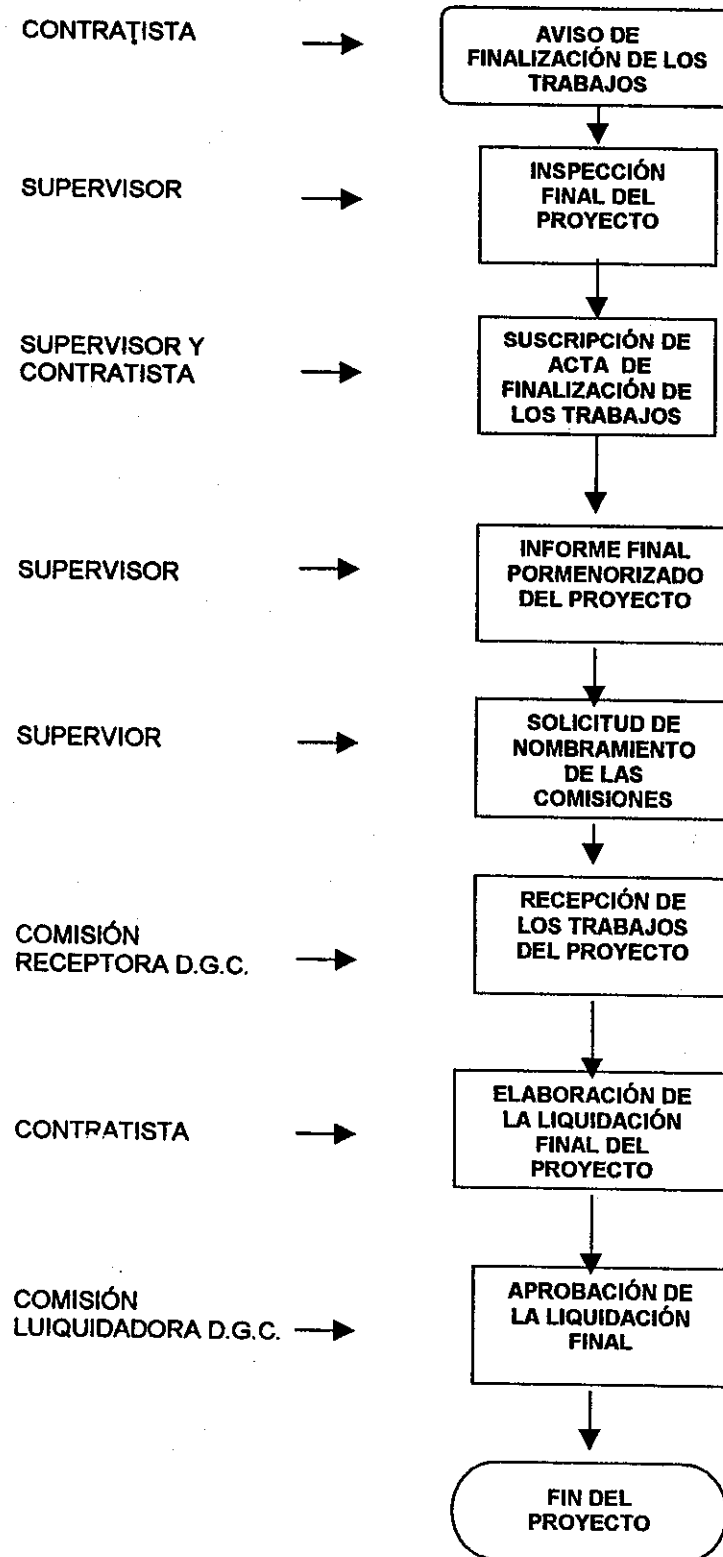 CONTRATISTA
AVISO DE
FINALIZACIÓN DE LOS
TRABAJOS
SUPERVISOR
INSPECCIÓN
FINAL DEL
PROYECTO
SUPERVISOR Y
CONTRATISTA
SUSCRIPCIÓN DE
ACTA DE
FINALIZACIÓN DE
LOS TRABAJOS
SUPERVISOR
INFORME FINAL
PORMENORIZADO
DEL PROYECTO
SUPERVIOR
SOLICITUD DE
NOMBRAMIENTO
DE LAS
COMISIONES
COMISIÓN
RECEPTORA D.G.C.
RECEPCIÓN DE
LOS TRABAJOS
DEL PROYECTO
CONTRATISTA
ELABORACIÓN DE
LA LIQUIDACIÓN
FINAL DEL
PROYECTO
COMISIÓN
LUIQUIDADORA D.G.C.
APROBACIÓN DE
LA LIQUIDACIÓN
FINAL
FIN DEL
PROYECTO